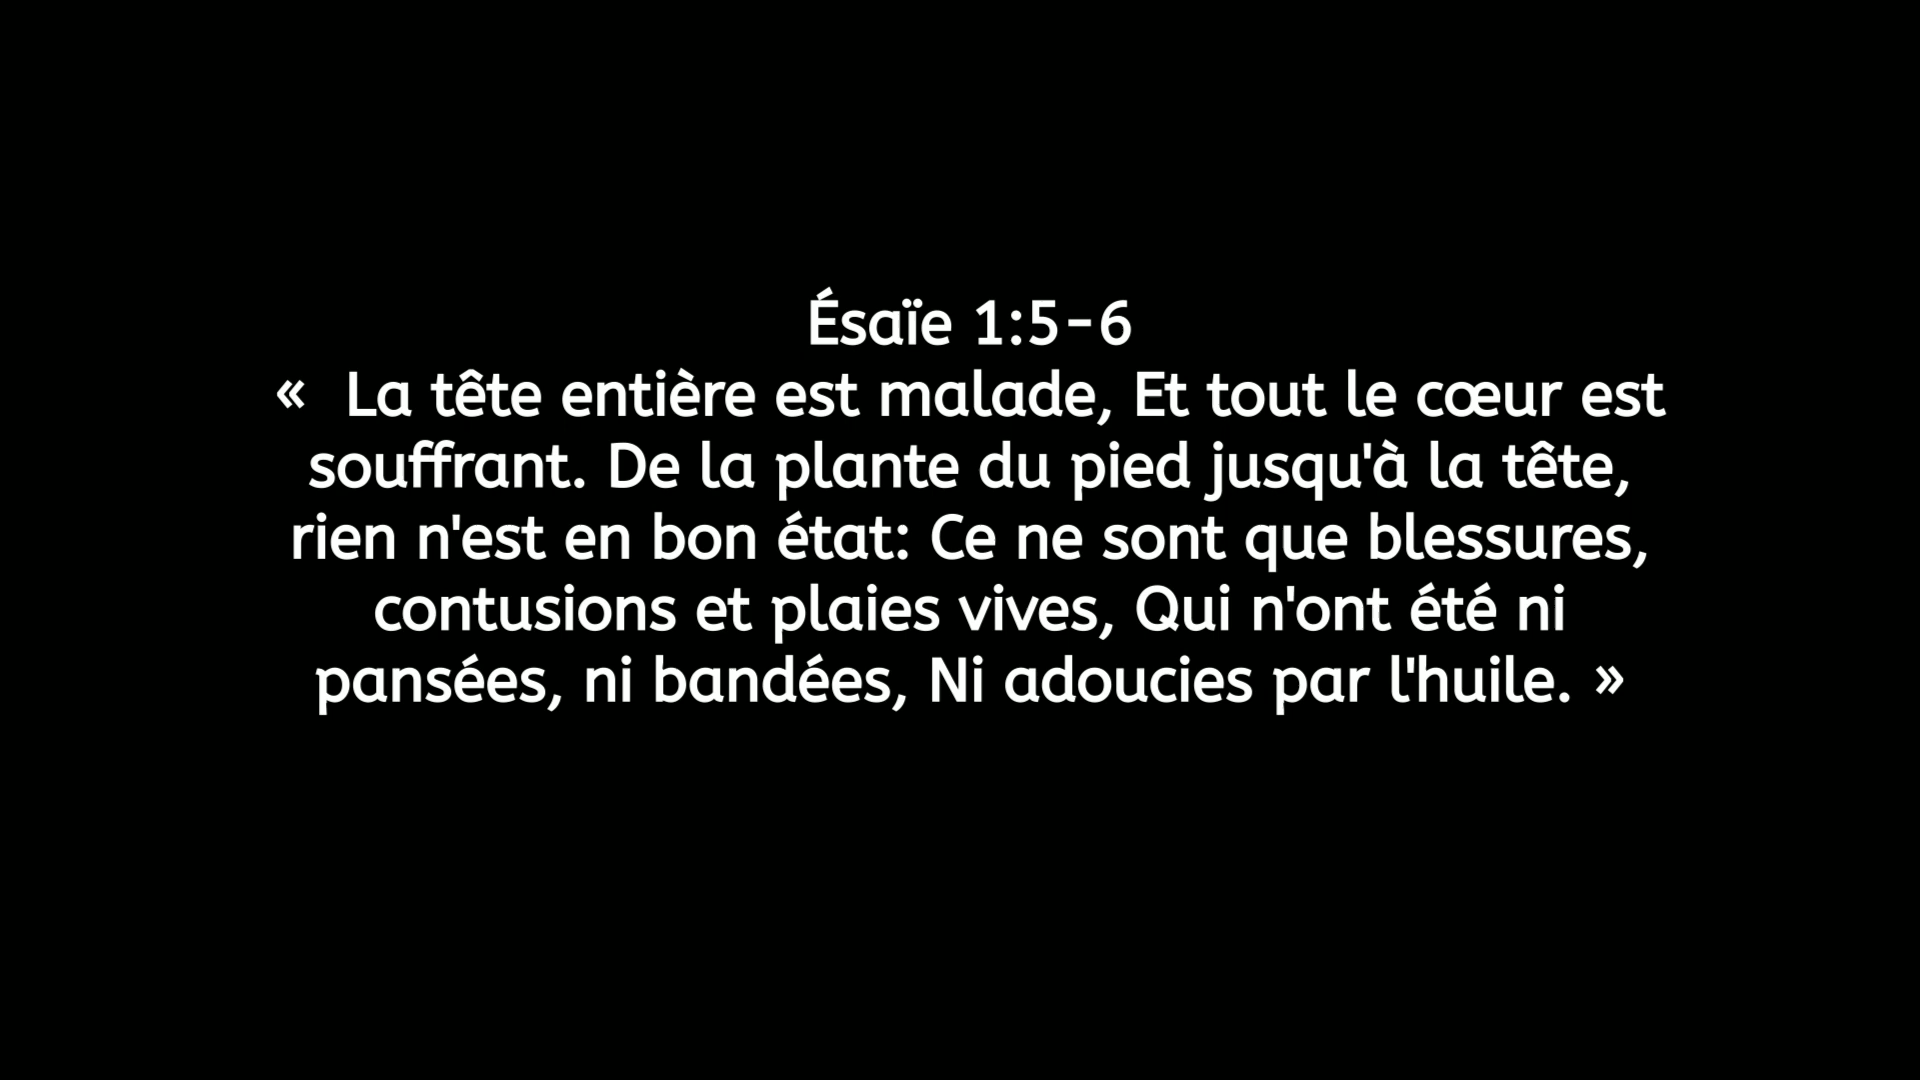 Ésaïe 1:5-6
«  La tête entière est malade, Et tout le cœur est
souffrant. De la plante du pied jusqu'à la tête,
rien n'est en bon état: Ce ne sont que blessures,
contusions et plaies vives, Qui n'ont été ni
pansées, ni bandées, Ni adoucies par l'huile. »